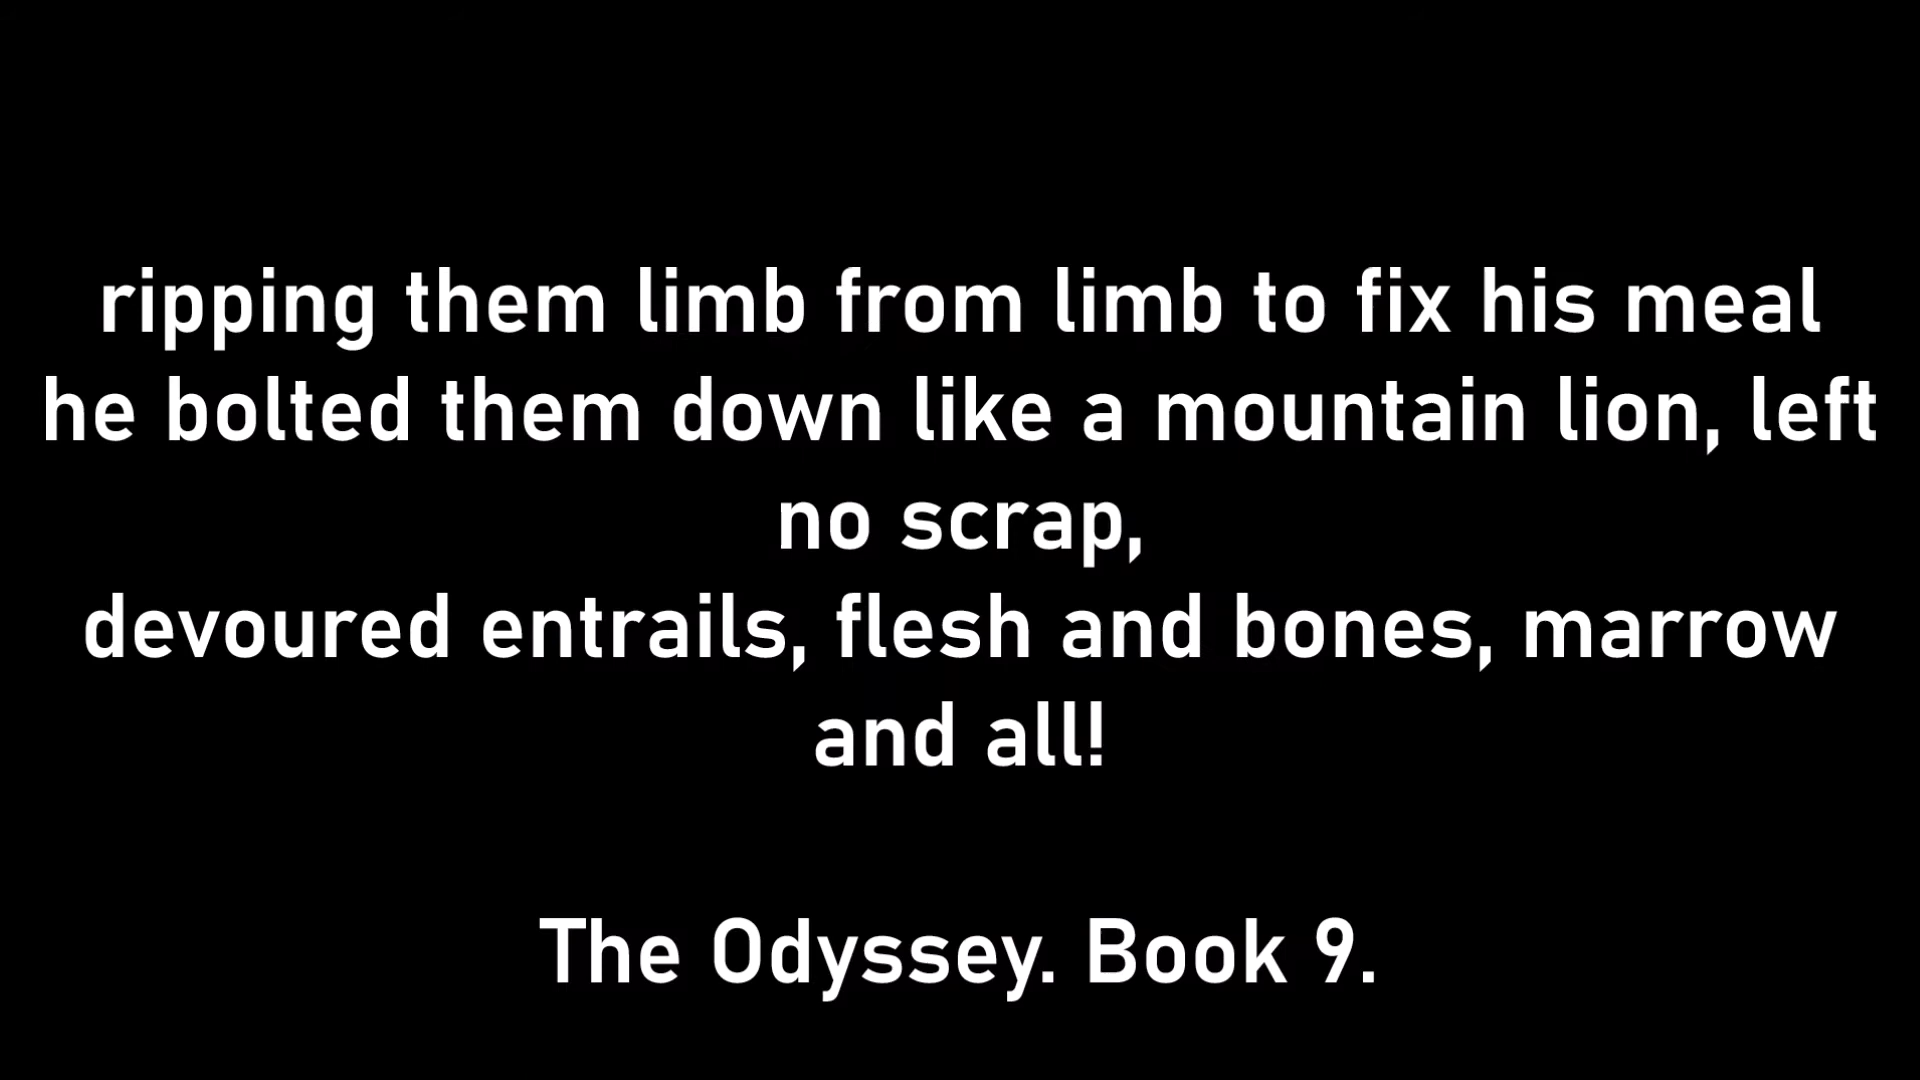 ripping them limb from limb to fix his meal
he bolted them down like a mountain lion, left
no scrap,
devoured entrails, flesh and bones, marrow
and all!
The Odyssey. Book 9.